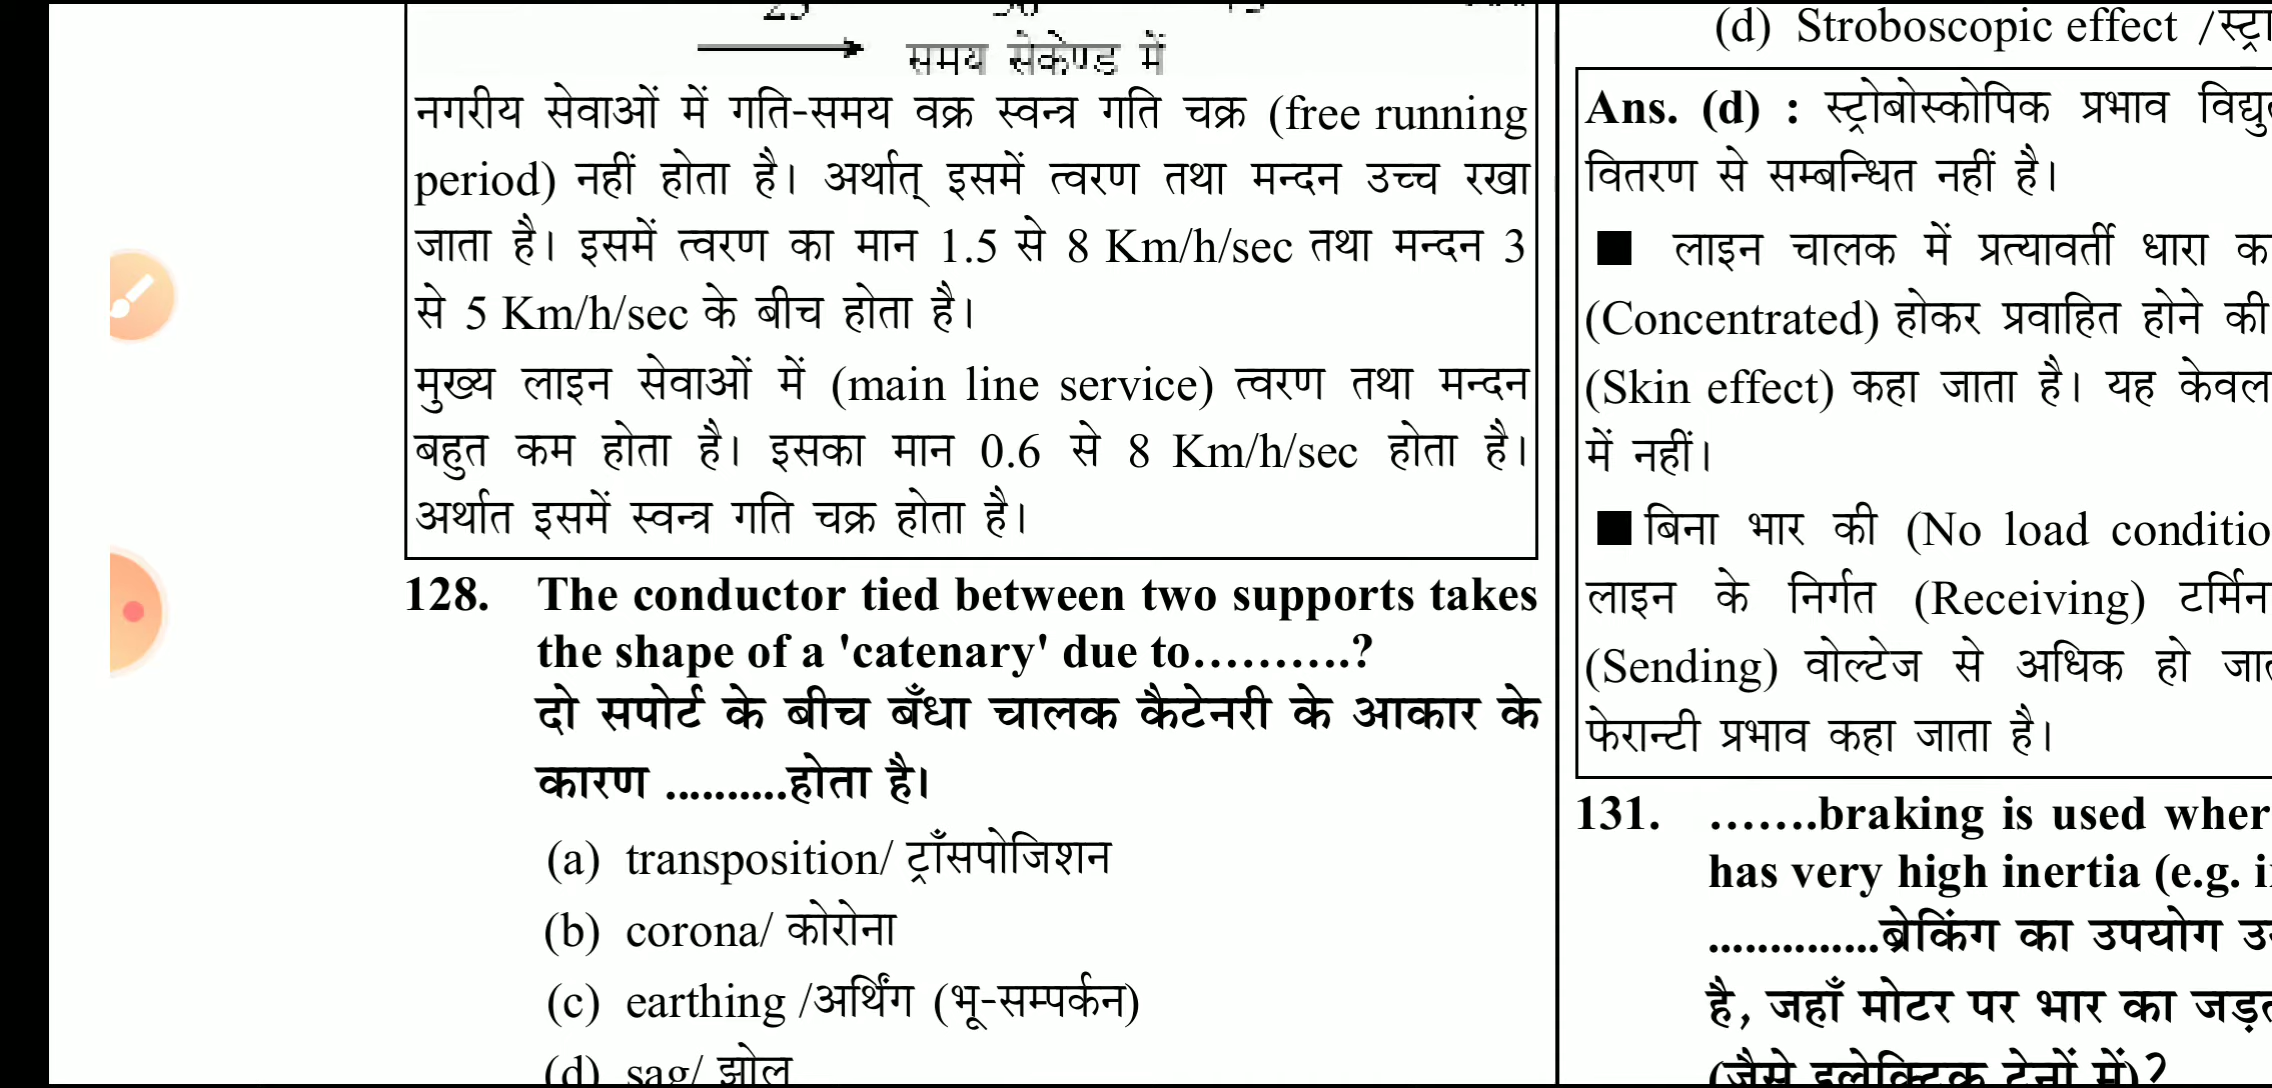 समय सेकेण्ड में
नगरीय सेवाओं में गति-समय वक्र स्वन्त्र गति चक्र (free running
period) नहीं होता है। अर्थात् इसमें त्वरण तथा मन्दन उच्च रखा
जाता है। इसमें त्वरण का मान 1.5 से 8 Km/h/sec तथा मन्दन 3
से 5 Km/h/sec के बीच होता है।
मुख्य लाइन सेवाओं में (main line service) त्वरण तथा मन्दन
बहुत कम होता है। इसका मान 0.6 से 8 Km/h/sec होता है।
अर्थात इसमें स्वन्त्र गति चक्र होता है।
128. The conductor tied between two supports takes
the shape of a 'catenary' due to..........?
दो सपोर्ट के बीच बँधा चालक कैटेनरी के आकार के
कारण ..........होता है।
(a) transposition/ ट्राँसपोजिशन
(b) corona/ कोरोना
(c) earthing /अर्थिंग (भू-सम्पर्कन)
(d) sag/ झोल
(d) Stroboscopic effect /
Ans. (d) : स्ट्रोबोस्कोपिक प्रभाव
वितरण से सम्बन्धित नहीं है।
■ लाइन चालक में प्रत्यावर्ती धारा
(Concentrated) होकर प्रवाहित होने की
(Skin effect) कहा जाता है। यह केवल
में नहीं।
■ बिना भार की (No load
लाइन के निर्गत (Receiving)
(Sending) वोल्टेज से अधिक हो
फेरान्टी प्रभाव कहा जाता है।
131. .......braking is used
has very high inertia (e.g.
...............ब्रेकिंग का उपयोग
है, जहाँ मोटर पर भार का
(जैसे इलेक्ट्रिक ट्रेनों में)?